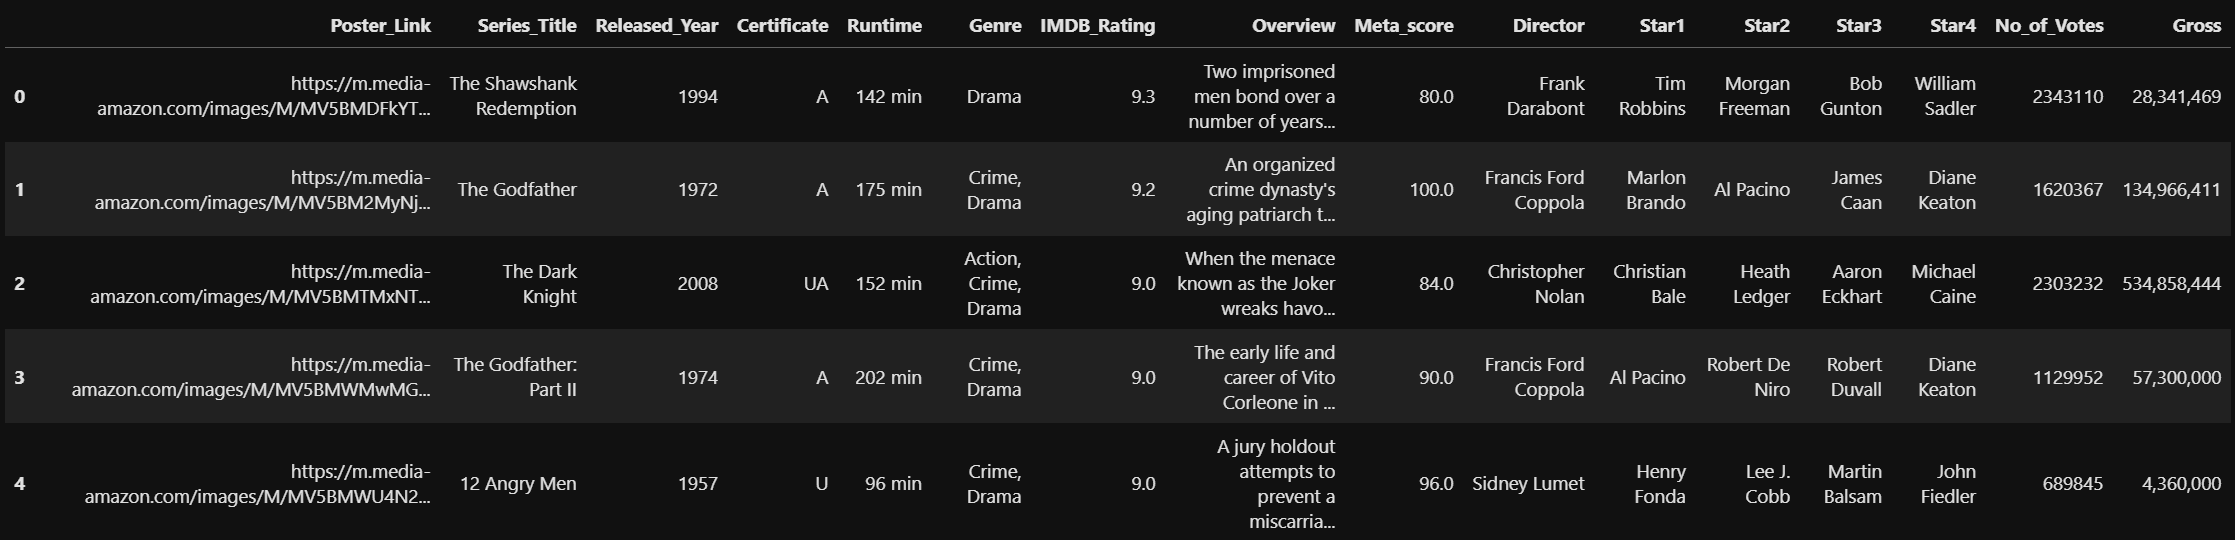 Poster_Link Series_Title Released_Year Certificate Runtime Genre IMDB_Rating Overview Meta_score Director Star1 Star2 Star3 Star4 No_of_Votes Gross
0 https://m.media-amazon.com/images/M/MV5BMDFkYT... The Shawshank Redemption 1994 A 142 min Drama 9.3 Two imprisoned men bond over a number of years... 80.0 Frank Darabont Tim Robbins Morgan Freeman Bob Gunton William Sadler 2343110 28,341,469
1 https://m.media-amazon.com/images/M/MV5BM2MyNj... The Godfather 1972 A 175 min Crime, Drama 9.2 An organized crime dynasty's aging patriarch t... 100.0 Francis Ford Coppola Marlon Brando Al Pacino James Caan Diane Keaton 1620367 134,966,411
2 https://m.media-amazon.com/images/M/MV5BMTMxNT... The Dark Knight 2008 UA 152 min Action, Crime, Drama 9.0 When the menace known as the Joker wreaks havo... 84.0 Christopher Nolan Christian Bale Heath Ledger Aaron Eckhart Michael Caine 2303232 534,858,444
3 https://m.media-amazon.com/images/M/MV5BMWMwMG... The Godfather: Part II 1974 A 202 min Crime, Drama 9.0 The early life and career of Vito Corleone in ... 90.0 Francis Ford Coppola Al Pacino Robert De Niro Robert Duvall Diane Keaton 1129952 57,300,000
4 https://m.media-amazon.com/images/M/MV5BMWU4N2... 12 Angry Men 1957 U 96 min Crime, Drama 9.0 A jury holdout attempts to prevent a miscarria... 96.0 Sidney Lumet Henry Fonda Lee J. Cobb Martin Balsam John Fiedler 689845 4,360,000